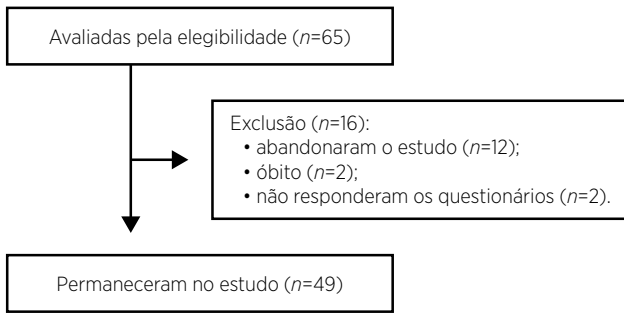 Avaliadas pela elegibilidade (n=65)
Exclusão (n=16):
• abandonaram o estudo (n=12);
• óbito (n=2);
• não responderam os questionários (n=2).
Permaneceram no estudo (n=49)